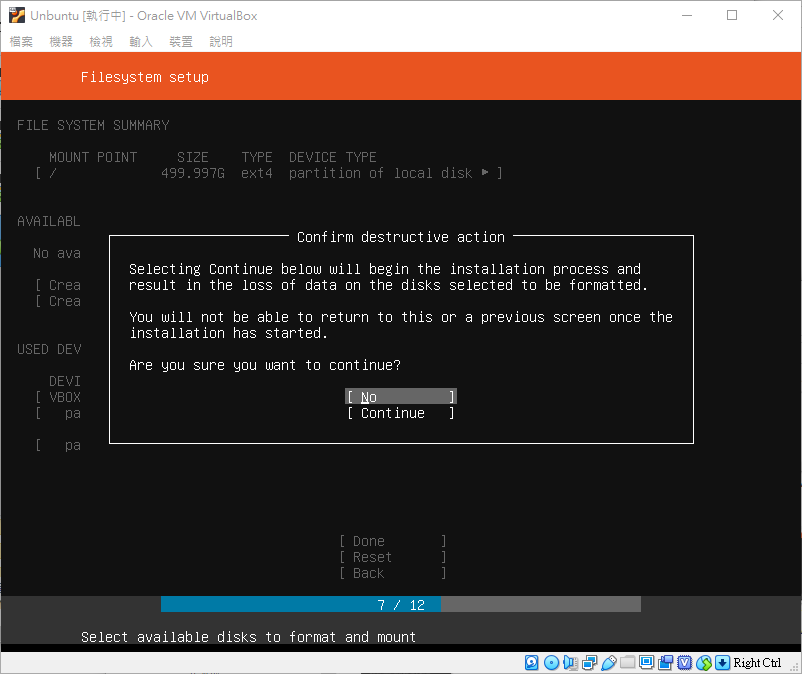 Unbuntu [執行中] - Oracle VM VirtualBox
檔案 機器 檢視 輸入 裝置 說明
Filesystem setup
FILE SYSTEM SUMMARY
MOUNT POINT SIZE TYPE DEVICE TYPE
[ / 499.997G ext4 partition of local disk ▸ ]
AVAILABL
No ava
[ Crea
[ Crea
USED DEV
DEVI
[ VBOX
[ pa
[ pa
Confirm destructive action
Selecting Continue below will begin the installation process and
result in the loss of data on the disks selected to be formatted.
You will not be able to return to this or a previous screen once the
installation has started.
Are you sure you want to continue?
[ No ]
[ Continue ]
[ Done ]
[ Reset ]
[ Back ]
7 / 12
Select available disks to format and mount
Right Ctrl